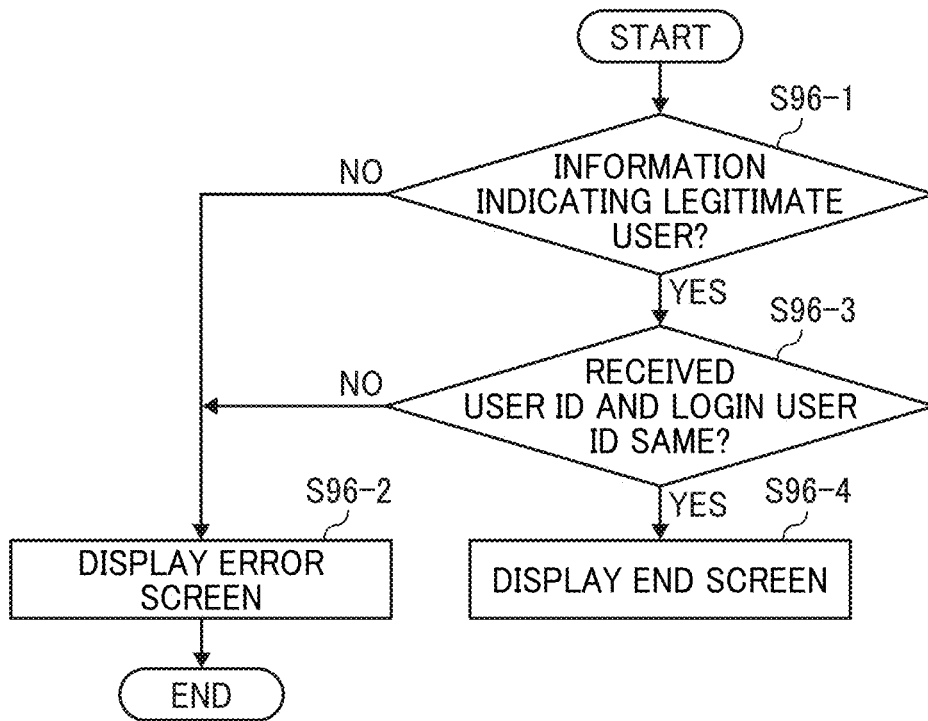 START
S96-1
NO
INFORMATION
INDICATING LEGITIMATE
USER?
YES
S96-3
NO
RECEIVED
USER ID AND LOGIN USER
ID SAME?
YES
S96-2
S96-4
DISPLAY ERROR
SCREEN
DISPLAY END SCREEN
END